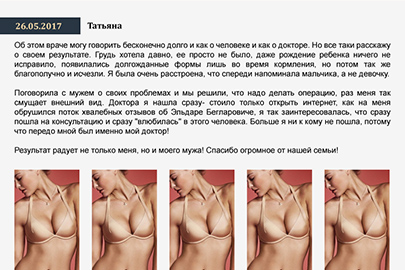 26.05.2017 Татьяна
Об этом враче могу говорить бесконечно долго и как о человеке и как о докторе. Но все таки расскажу
о своем результате. Грудь хотела давно, ее просто не было, даже рождение ребенка ничего не
исправило, появилались долгожданные формы лишь во время кормления, но потом так же
благополучно и исчезли. Я была очень расстроена, что спереди напоминала мальчика, а не девочку.
Поговорила с мужем о своих проблемах и мы решили, что надо делать операцию, раз меня так
смущает внешний вид. Доктора я нашла сразу- стоило только открыть интернет, как на меня
обрушился поток хвалебных отзывов об Эльдаре Бегларовиче, я так заинтересовалась, что сразу
пошла на консультацию и сразу "влюбилась" в этого человека. Больше я ни к кому не пошла, потому
что передо мной был именно мой доктор!
Результат радует не только меня, но и моего мужа! Спасибо огромное от нашей семьи!